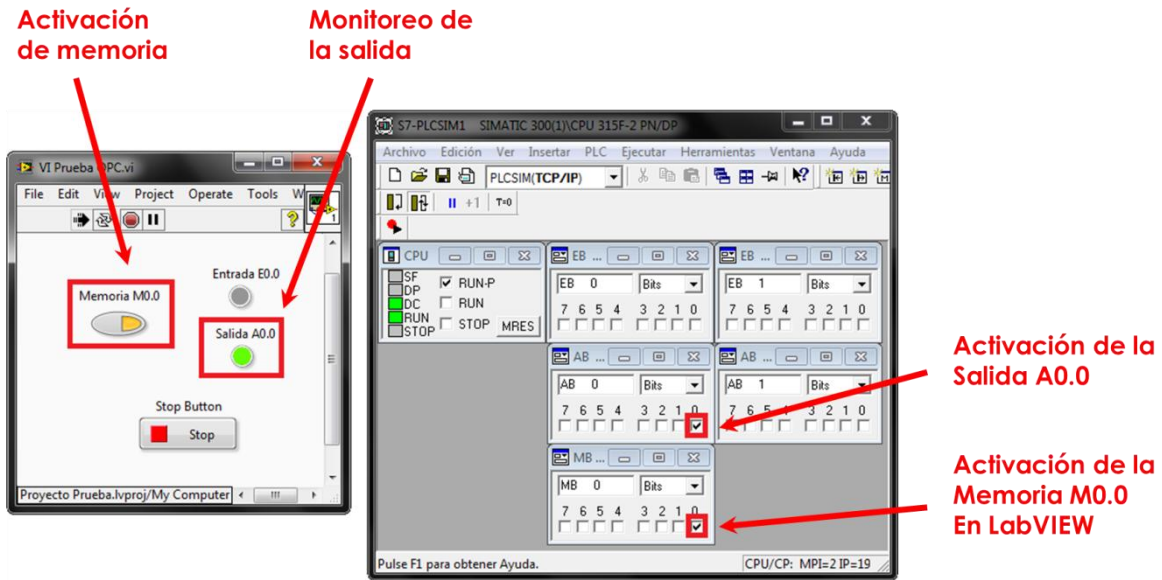 Activación
de memoria
Monitoreo de
la salida
VI Prueba OPC.vi
File Edit View Project Operate Tools W
1
Entrada E0.0
Memoria M0.0
Salida A0.0
Stop Button
Stop
Proyecto Prueba.lvproj/My Computer
S7-PLCSIM1 SIMATIC 300(1)\CPU 315F-2 PN/DP
Archivo Edición Ver Insertar PLC Ejecutar Herramientas Ventana Ayuda
PLCSIM(TCP/IP)
+1 T=0
CPU
SF
DP
DC
RUN
STOP
RUN-P
RUN
STOP MRES
EB ...
EB 0 Bits
7 6 5 4 3 2 1 0
EB ...
EB 1 Bits
7 6 5 4 3 2 1 0
AB ...
AB 0 Bits
7 6 5 4 3 2 1 0
AB ...
AB 1 Bits
7 6 5 4 3 2 1 0
MB ...
MB 0 Bits
7 6 5 4 3 2 1 0
Pulse F1 para obtener Ayuda.
CPU/CP: MPI=2 IP=19
Activación de la
Salida A0.0
Activación de la
Memoria M0.0
En LabVIEW